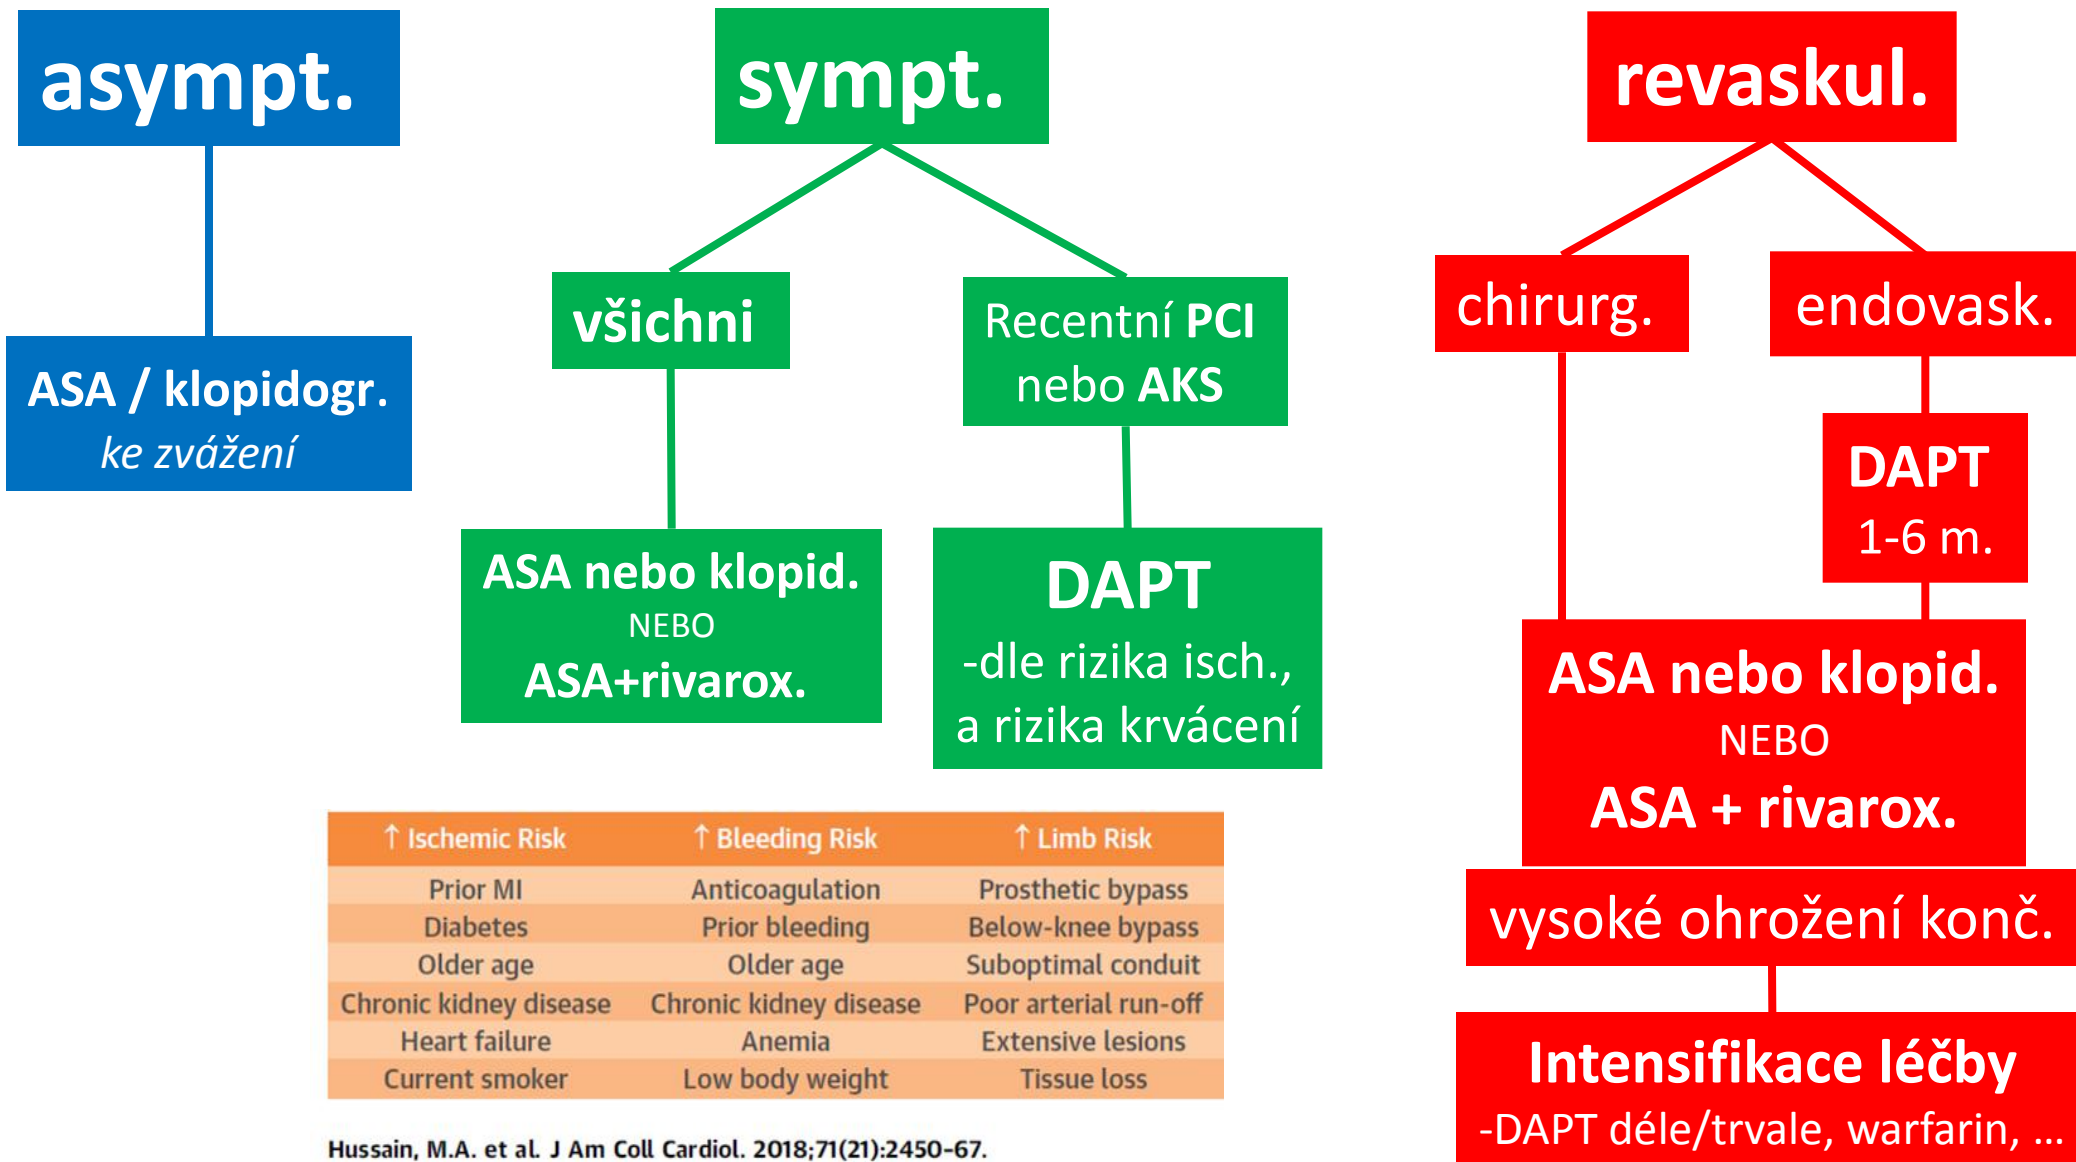 asympt.
ASA / klopidogr.
ke zvážení
sympt.
všichni
ASA nebo klopid.
NEBO
ASA+rivarox.
Recentní PCI
nebo AKS
DAPT
-dle rizika isch.,
a rizika krvácení
revaskul.
chirurg.
endovask.
DAPT
1-6 m.
ASA nebo klopid.
NEBO
ASA + rivarox.
vysoké ohrožení konč.
Intensifikace léčby
-DAPT déle/trvale, warfarin, ...
↑ Ischemic Risk ↑ Bleeding Risk ↑ Limb Risk
Prior MI Anticoagulation Prosthetic bypass
Diabetes Prior bleeding Below-knee bypass
Older age Older age Suboptimal conduit
Chronic kidney disease Chronic kidney disease Poor arterial run-off
Heart failure Anemia Extensive lesions
Current smoker Low body weight Tissue loss
Hussain, M.A. et al. J Am Coll Cardiol. 2018;71(21):2450–67.